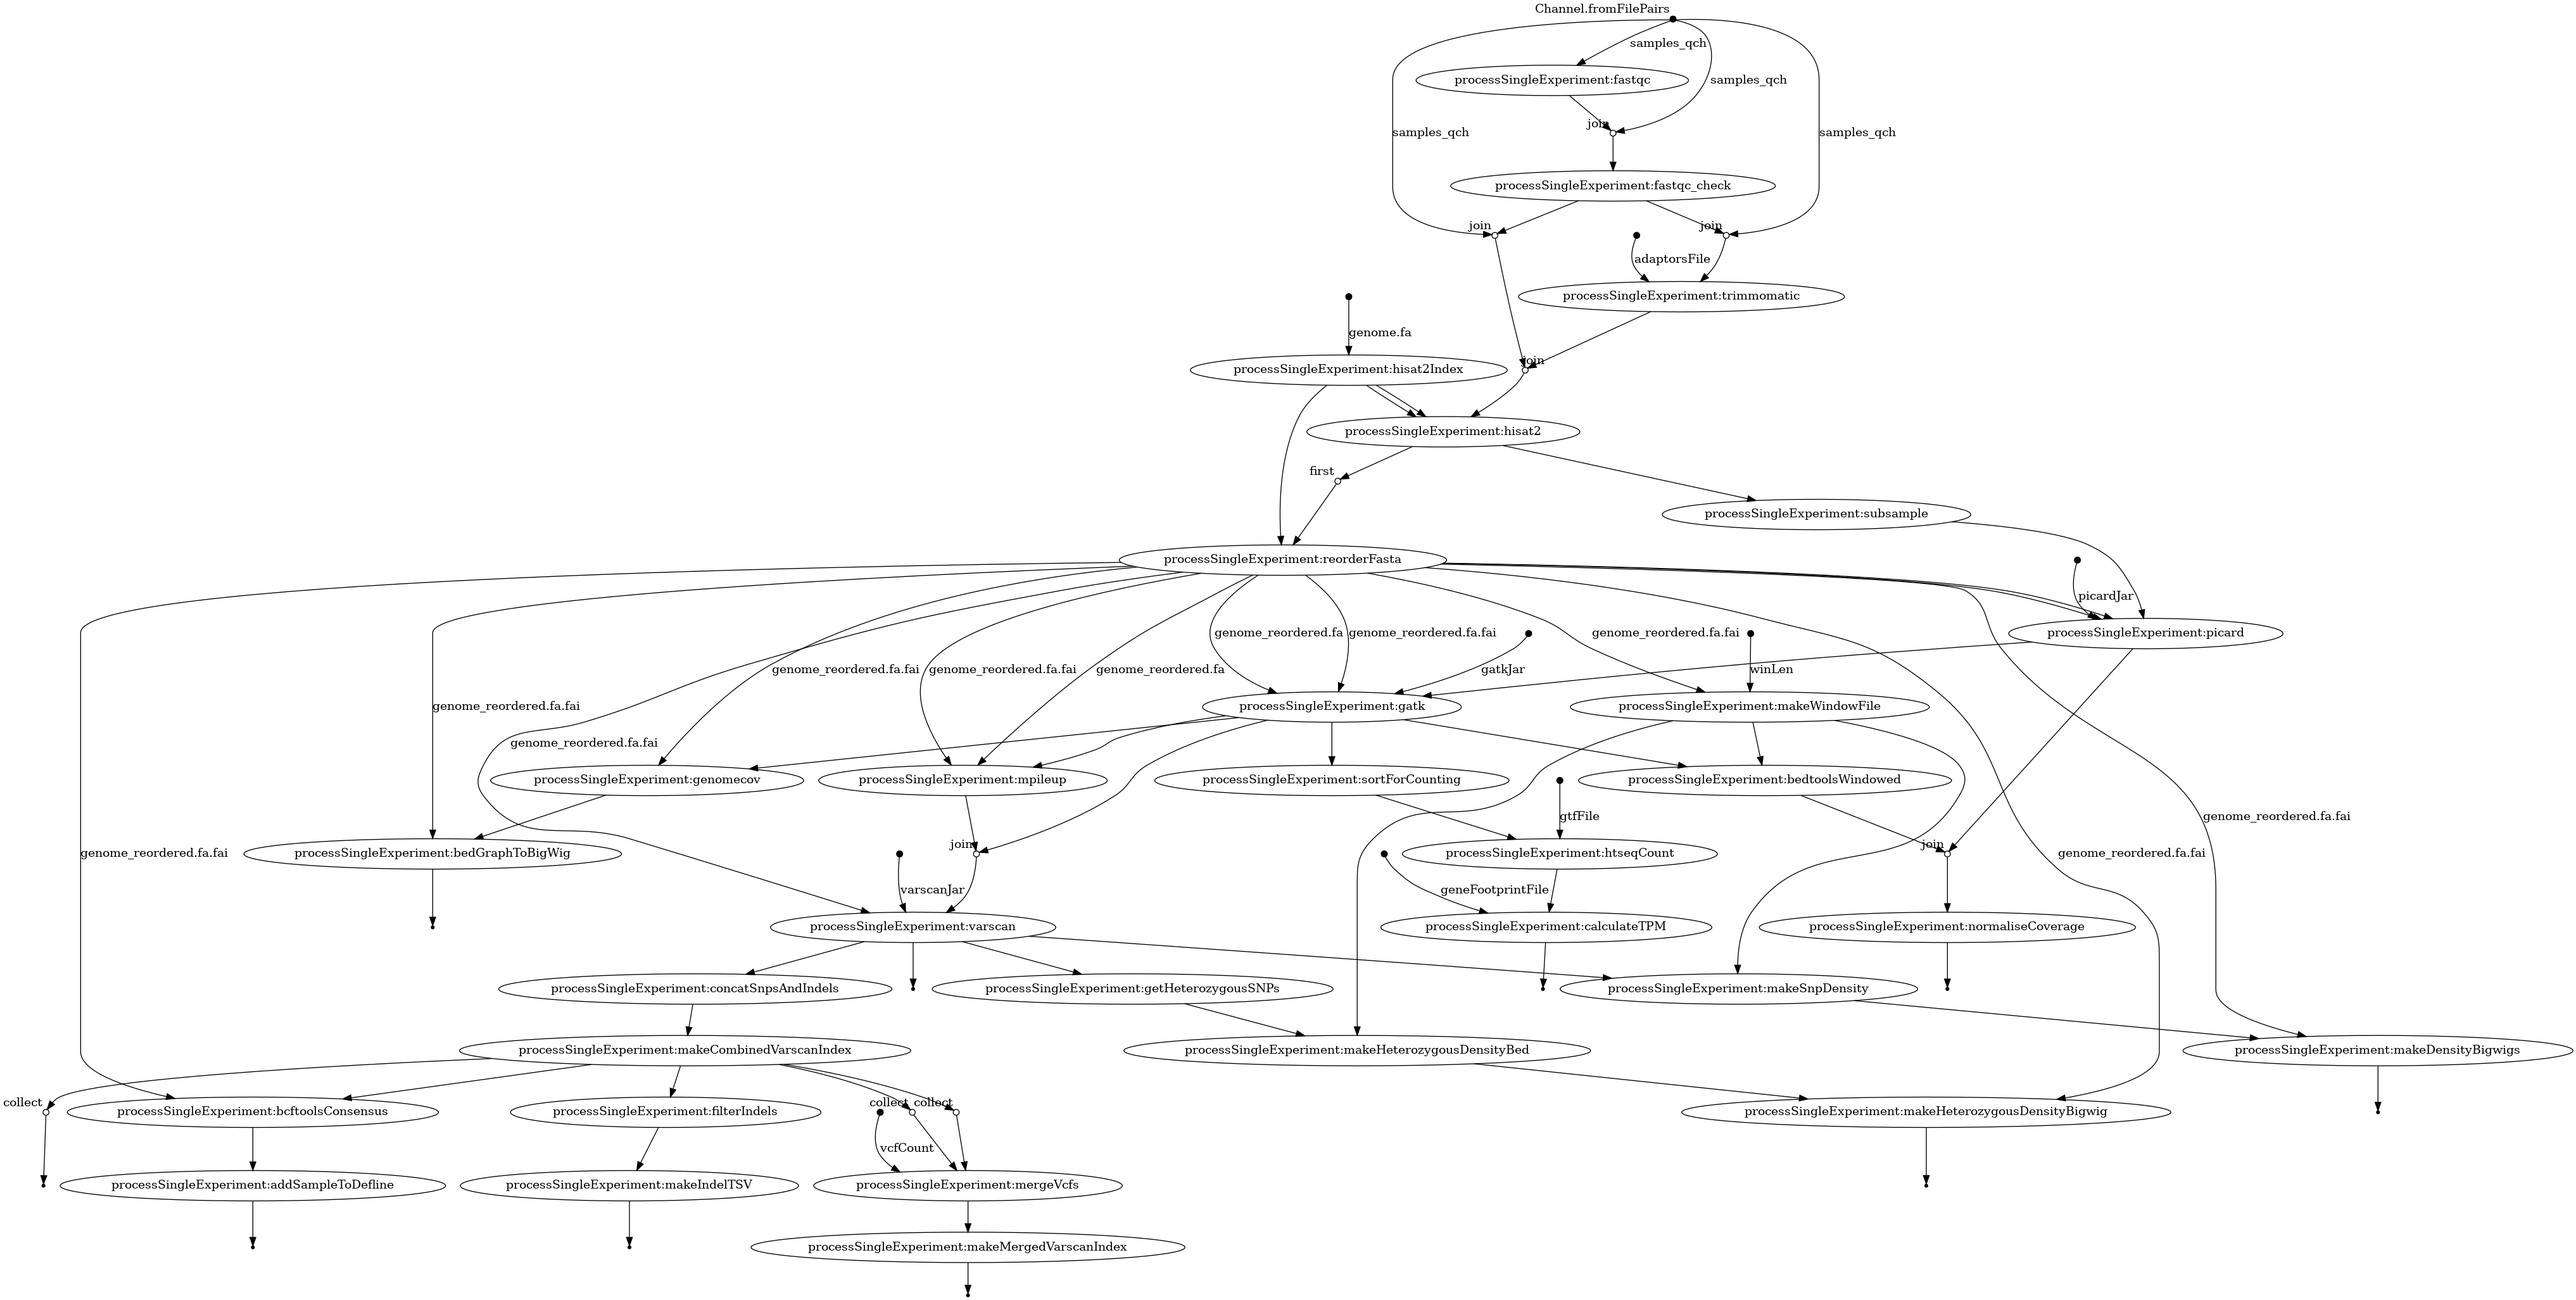 Channel.fromFilePairs
samples_qch
processSingleExperiment:fastqc
samples_qch
join
samples_qch
samples_qch
processSingleExperiment:fastqc_check
join
join
adaptorsFile
processSingleExperiment:trimmomatic
genome.fa
join
processSingleExperiment:hisat2Index
processSingleExperiment:hisat2
first
processSingleExperiment:subsample
processSingleExperiment:reorderFasta
picardJar
genome_reordered.fa
genome_reordered.fa.fai
genome_reordered.fa.fai
processSingleExperiment:picard
genome_reordered.fa.fai
genome_reordered.fa.fai
genome_reordered.fa
gatkJar
winLen
genome_reordered.fa.fai
processSingleExperiment:gatk
processSingleExperiment:makeWindowFile
genome_reordered.fa.fai
processSingleExperiment:genomecov
processSingleExperiment:mpileup
processSingleExperiment:sortForCounting
processSingleExperiment:bedtoolsWindowed
gtfFile
genome_reordered.fa.fai
join
join
genome_reordered.fa.fai
processSingleExperiment:bedGraphToBigWig
processSingleExperiment:htseqCount
genome_reordered.fa.fai
varscanJar
geneFootprintFile
processSingleExperiment:varscan
processSingleExperiment:calculateTPM
processSingleExperiment:normaliseCoverage
processSingleExperiment:concatSnpsAndIndels
processSingleExperiment:getHeterozygousSNPs
processSingleExperiment:makeSnpDensity
processSingleExperiment:makeCombinedVarscanIndex
processSingleExperiment:makeHeterozygousDensityBed
processSingleExperiment:makeDensityBigwigs
collect
collect
collect
processSingleExperiment:bcftoolsConsensus
processSingleExperiment:filterIndels
processSingleExperiment:makeHeterozygousDensityBigwig
vcfCount
processSingleExperiment:addSampleToDefline
processSingleExperiment:makeIndelTSV
processSingleExperiment:mergeVcfs
processSingleExperiment:makeMergedVarscanIndex